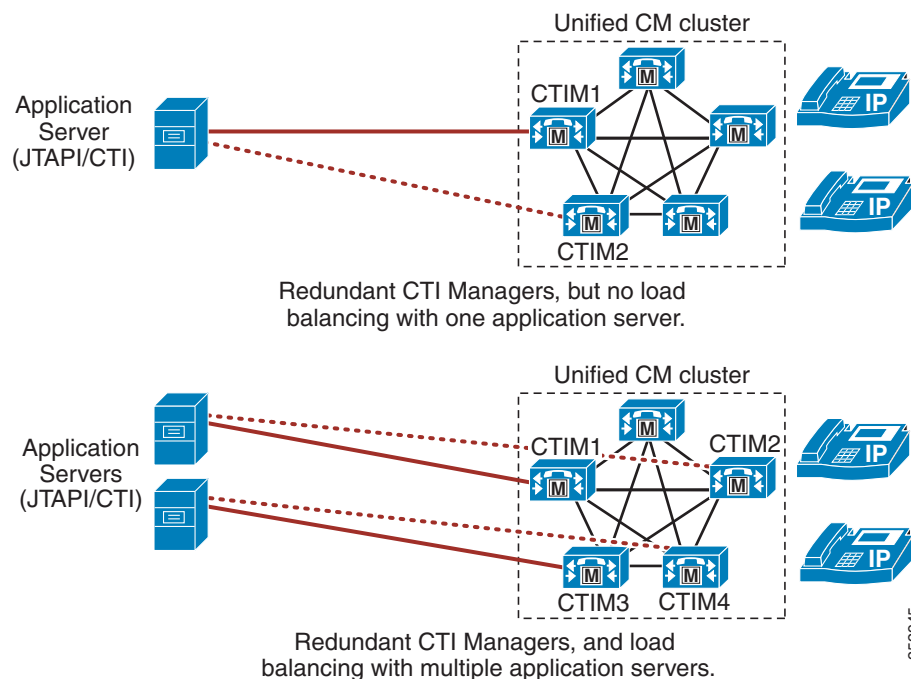 Unified CM cluster
Application
Server
(JTAPI/CTI)
CTIM1
M
M
M
M
M
CTIM2
IP
IP
Redundant CTI Managers, but no load
balancing with one application server.
Unified CM cluster
Application
Servers
(JTAPI/CTI)
CTIM1
CTIM2
M
M
M
M
M
CTIM3
CTIM4
IP
IP
Redundant CTI Managers, and load
balancing with multiple application servers.